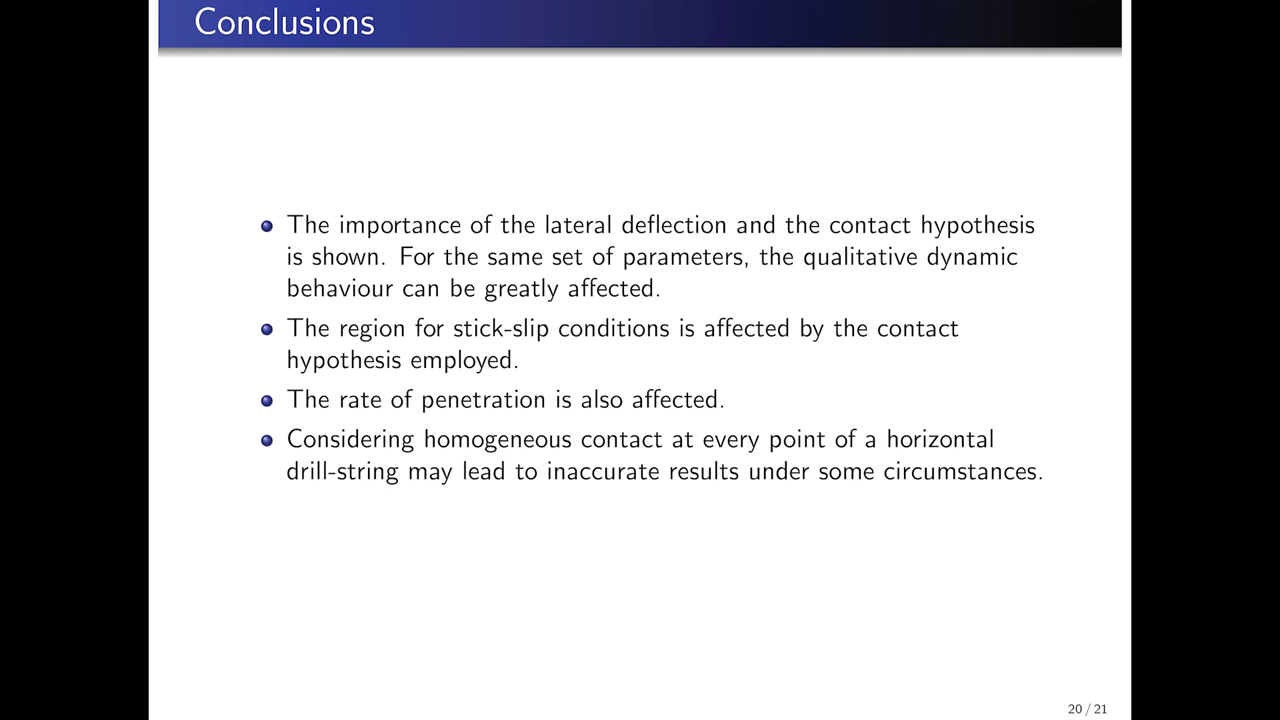 Conclusions
The importance of the lateral deflection and the contact hypothesis
is shown. For the same set of parameters, the qualitative dynamic
behaviour can be greatly affected.
The region for stick-slip conditions is affected by the contact
hypothesis employed.
The rate of penetration is also affected.
Considering homogeneous contact at every point of a horizontal
drill-string may lead to inaccurate results under some circumstances.
20 / 21